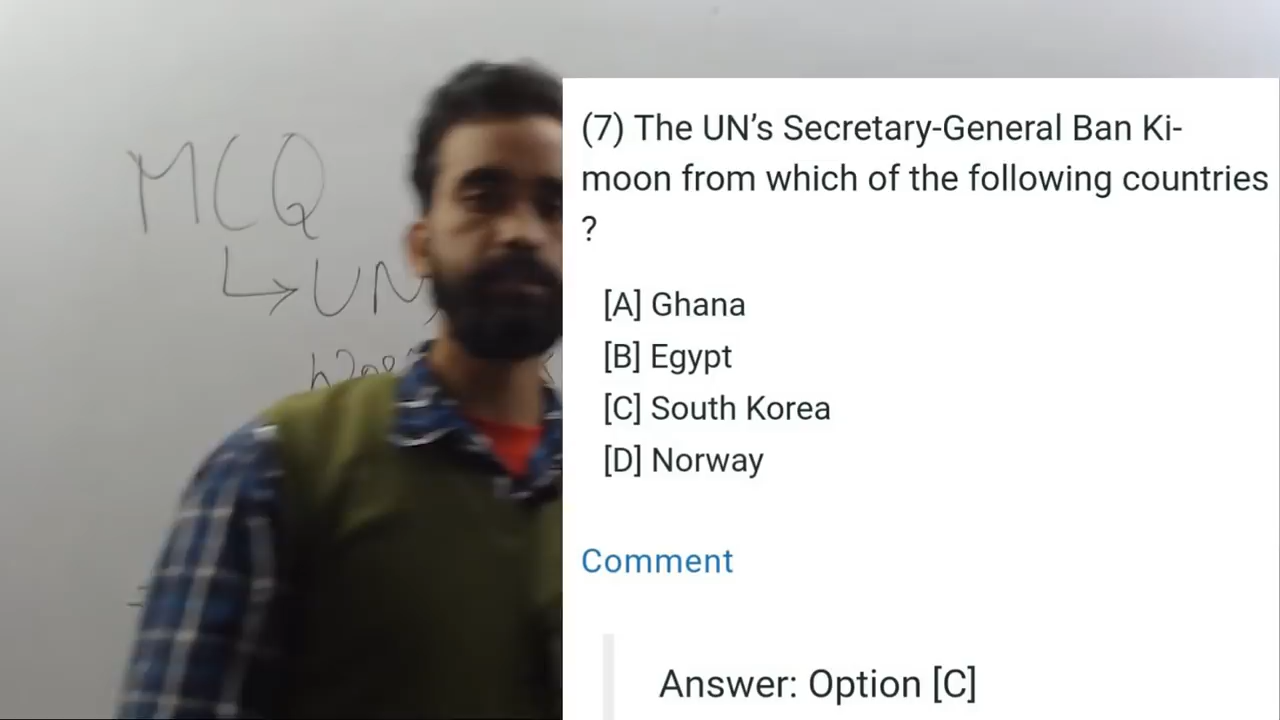 MCQ
UN
(7) The UN's Secretary-General Ban Ki-
moon from which of the following countries
?
[A] Ghana
[B] Egypt
[C] South Korea
[D] Norway
Comment
Answer: Option [C]